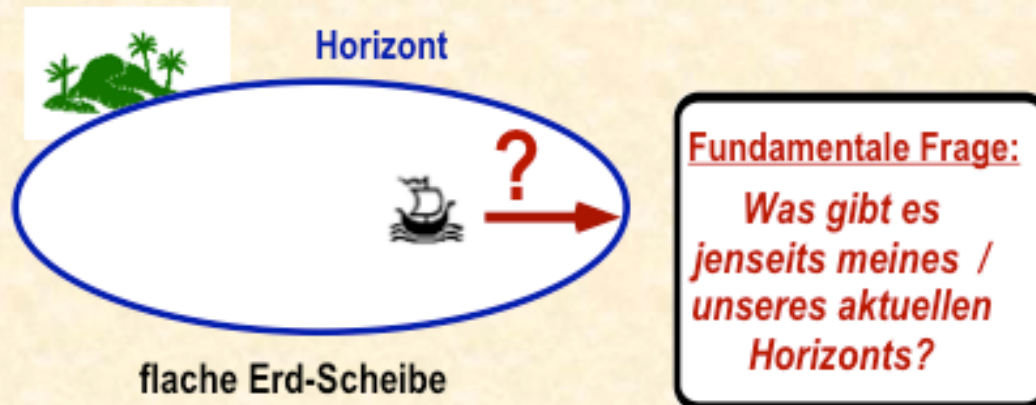 Horizont
?
flache Erd-Scheibe
Fundamentale Frage:
Was gibt es
jenseits meines /
unseres aktuellen
Horizonts?